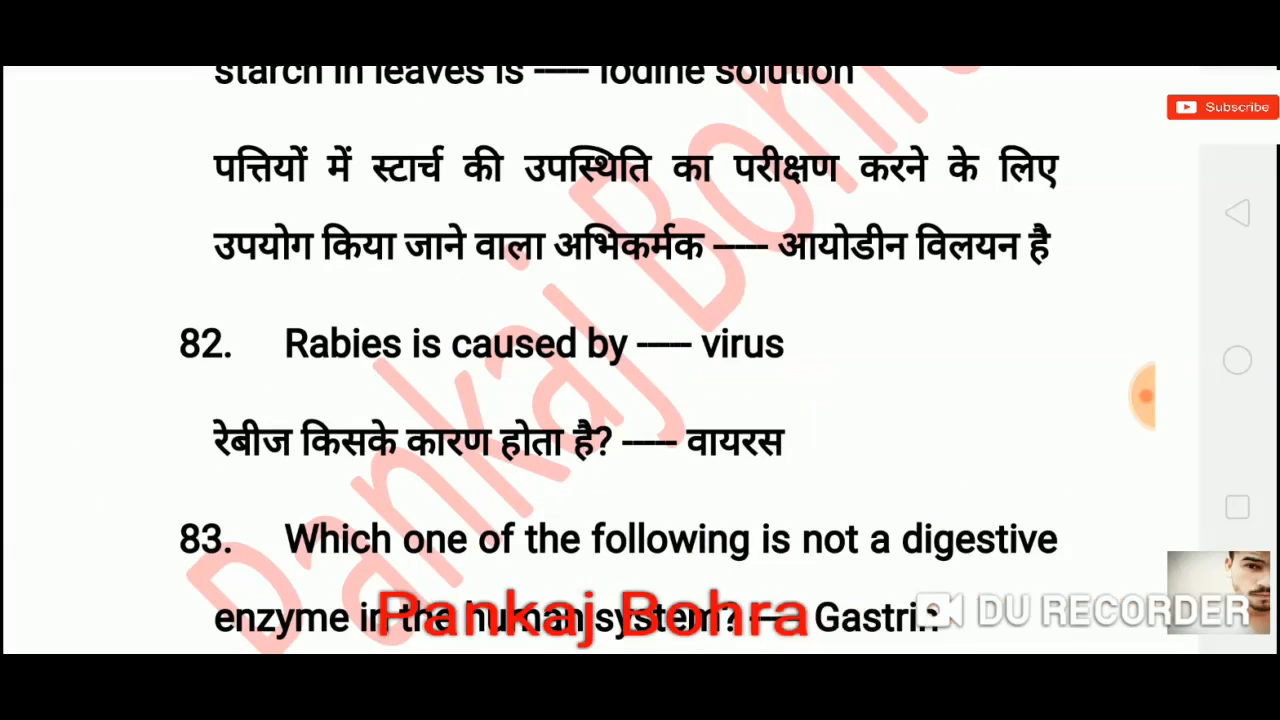 starch in leaves is ----- Iodine solution
Subscribe
पत्तियों में स्टार्च की उपस्थिति का परीक्षण करने के लिए
उपयोग किया जाने वाला अभिकर्मक ----- आयोडीन विलयन है
82. Rabies is caused by ----- virus
रेबीज किसके कारण होता है? ----- वायरस
83. Which one of the following is not a digestive
enzyme in the human system? ----- Gastrin
Pankaj Bohra
DU RECORDER
Pankaj Bohra